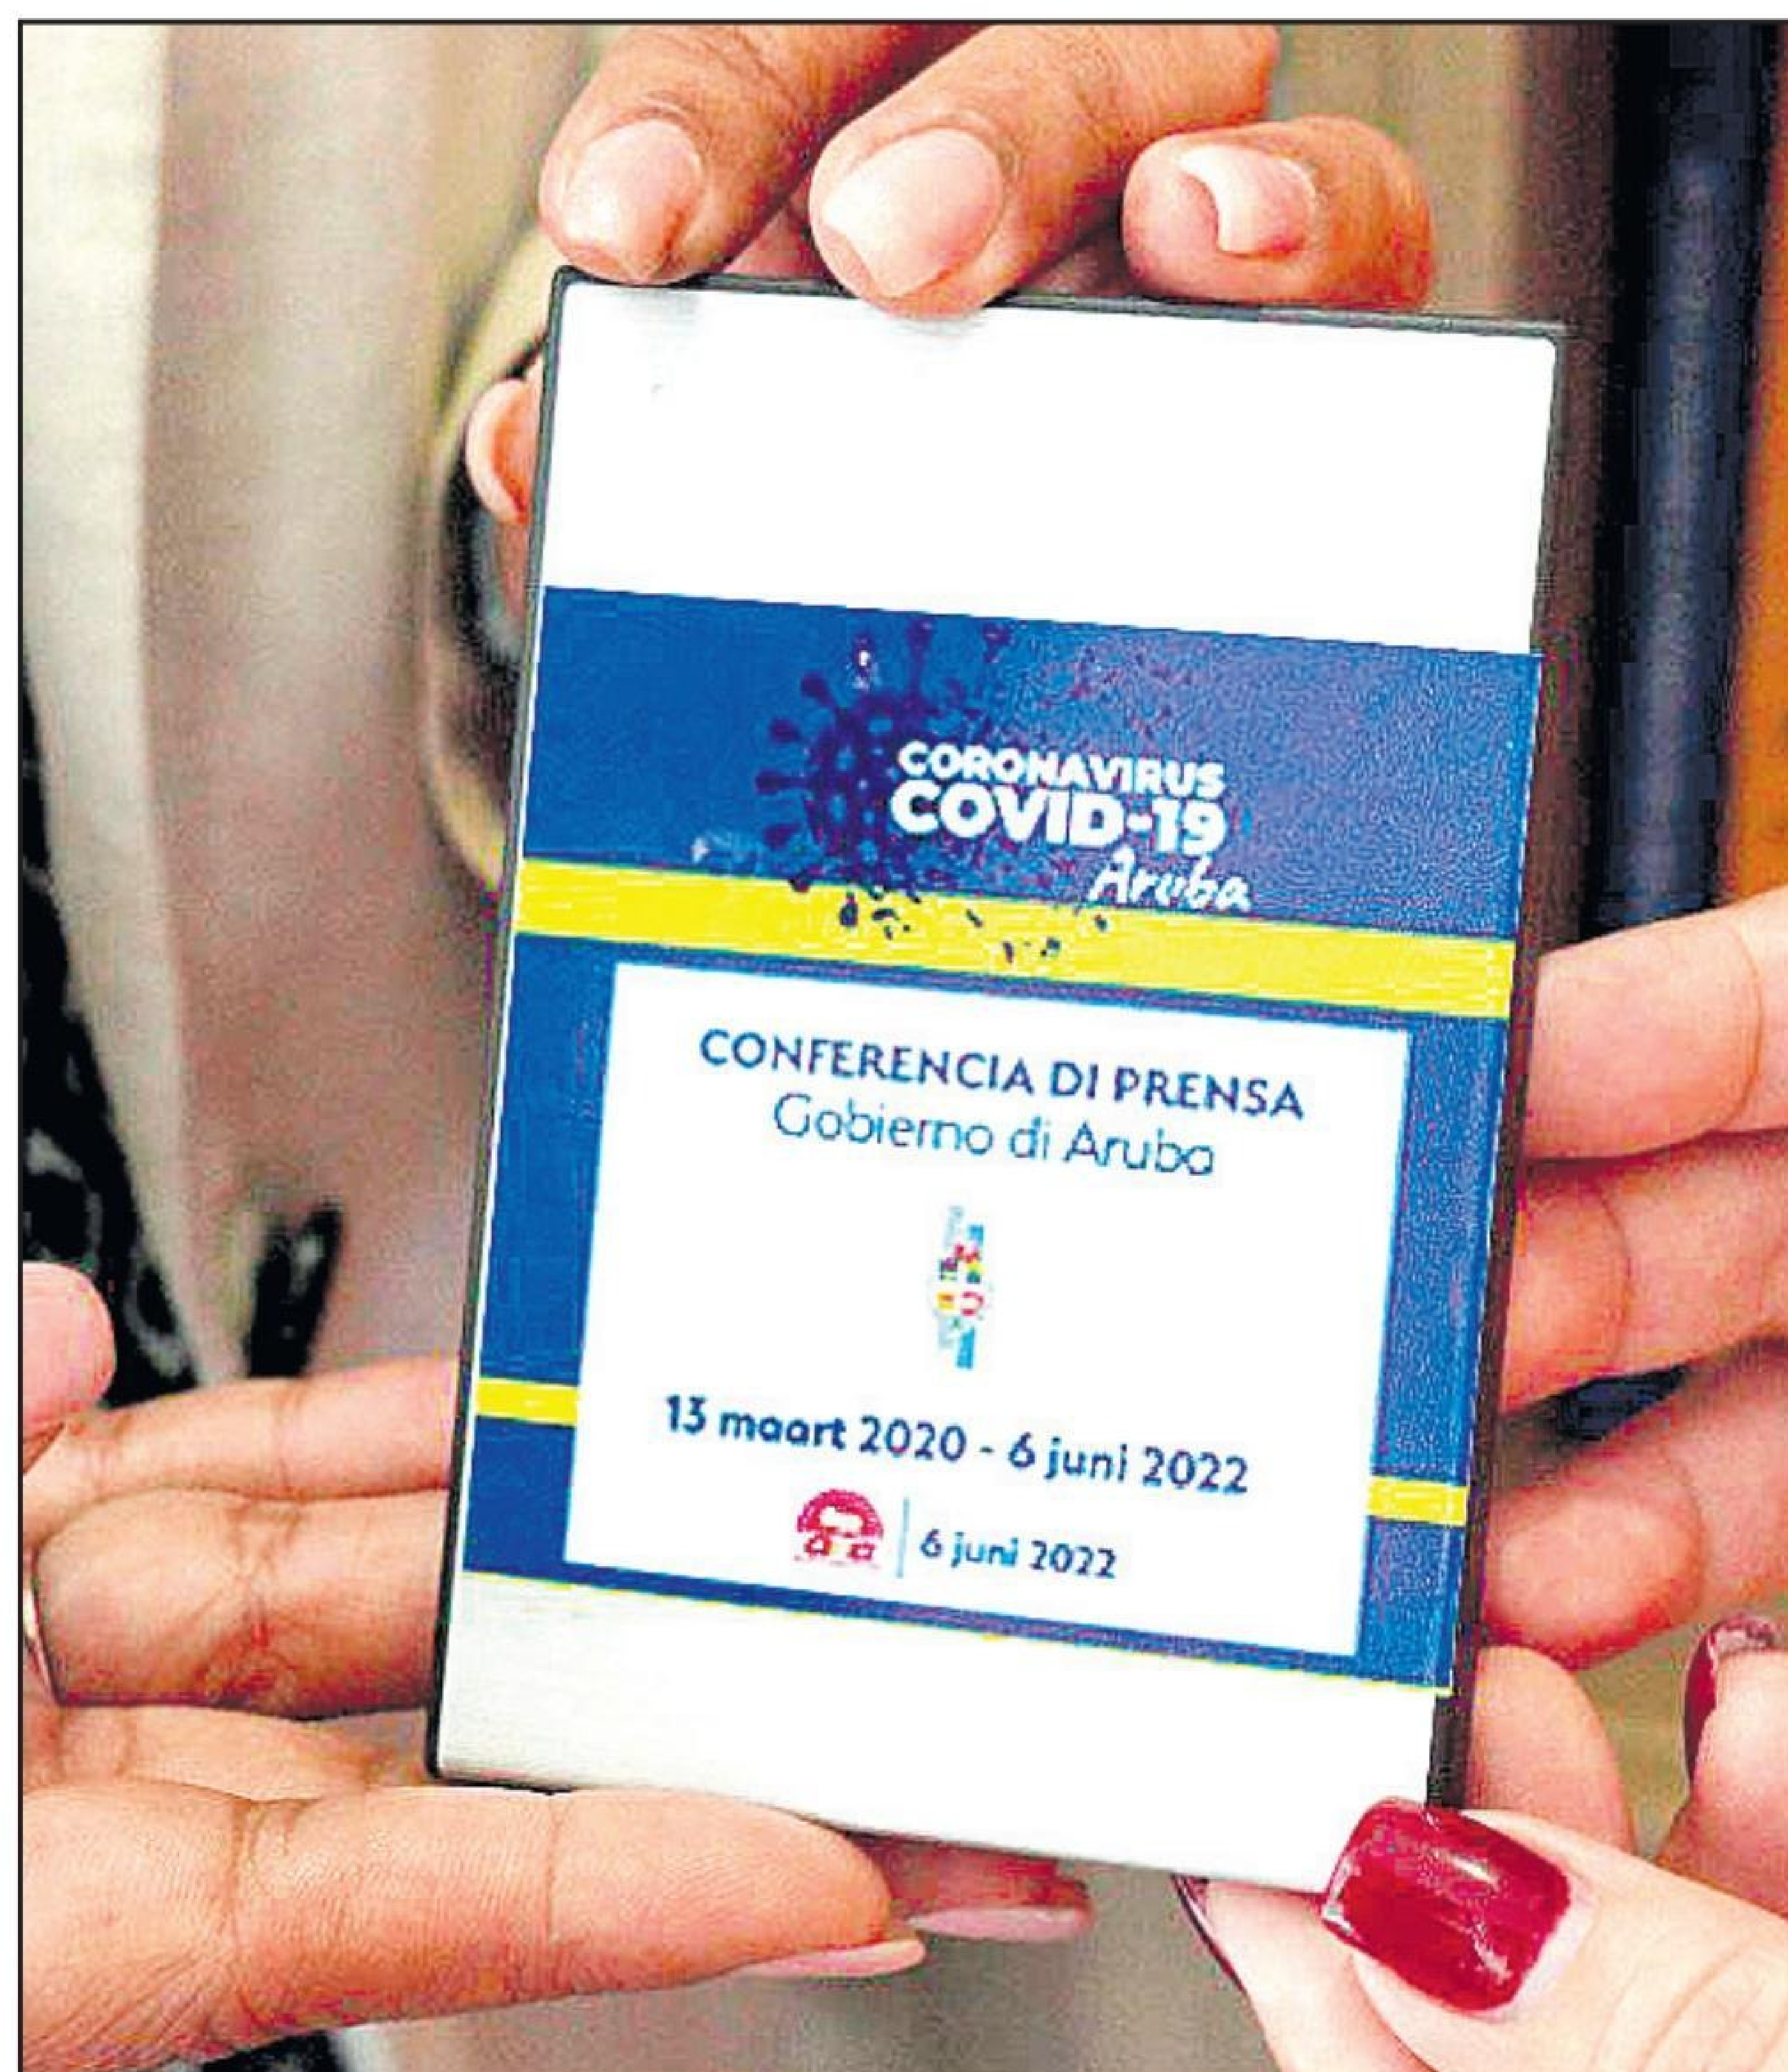 CORONAVIRUS
COVID-19
Aruba
CONFERENCIA DI PRENSA
Gobierno di Aruba
13 maart 2020 - 6 juni 2022
6 juni 2022